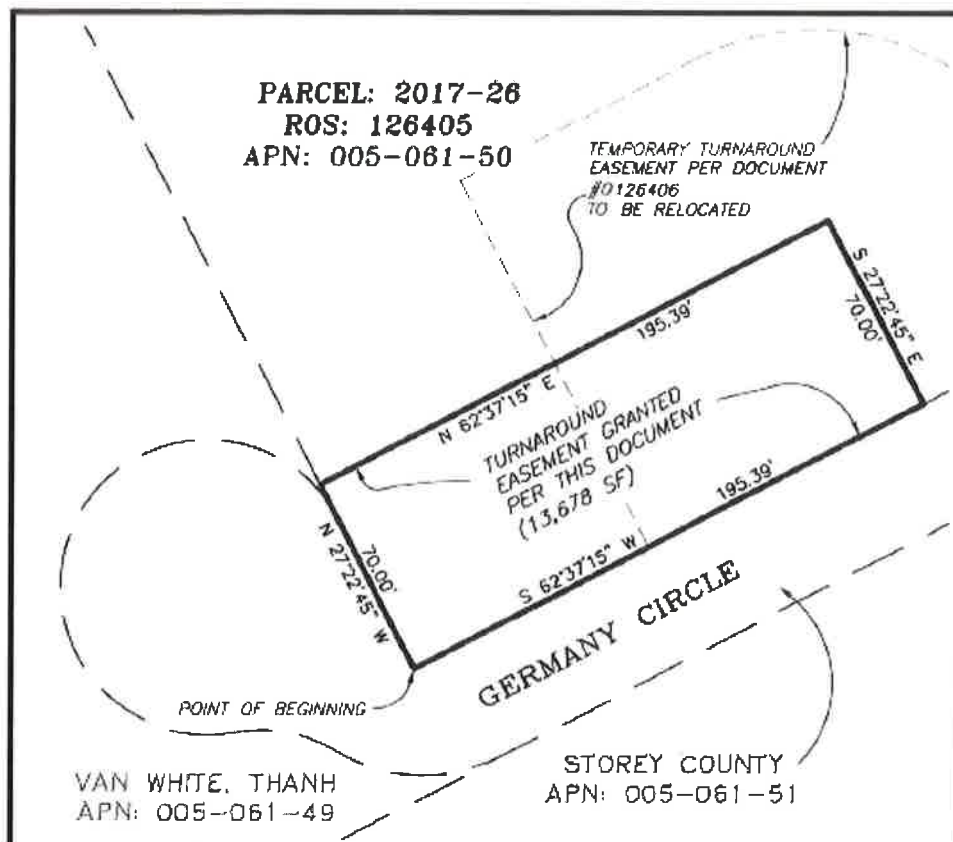 PARCEL: 2017-26
ROS: 126405
APN: 005-061-50
TEMPORARY TURNAROUND
EASEMENT PER DOCUMENT
#0126406
TO BE RELOCATED
S 27°22'45" E
70.00'
195.39'
N 62°37'15" E
TURNAROUND
EASEMENT GRANTED
PER THIS DOCUMENT
(13,678 SF)
195.39'
S 62°37'15" W
70.00'
N 27°22'45" W
GERMANY CIRCLE
POINT OF BEGINNING
VAN WHITE, THANH
APN: 005-061-49
STOREY COUNTY
APN: 005-061-51